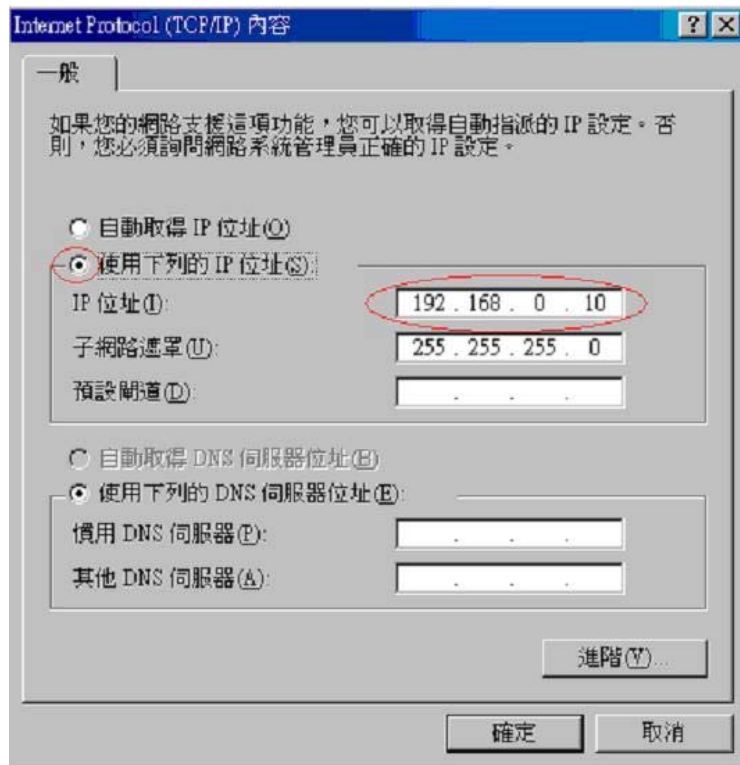 Internet Protocol (TCP/IP) 內容
一般
如果您的網路支援這項功能，您可以取得自動指派的 IP 設定。否
則，您必須詢問網路系統管理員正確的 IP 設定。
自動取得 IP 位址(O)
使用下列的 IP 位址(S):
IP 位址(I): 192 . 168 . 0 . 10
子網路遮罩(U): 255 . 255 . 255 . 0
預設閘道(D): . . .
自動取得 DNS 伺服器位址(B)
使用下列的 DNS 伺服器位址(E):
慣用 DNS 伺服器(P): . . .
其他 DNS 伺服器(A): . . .
進階(V)...
確定 取消